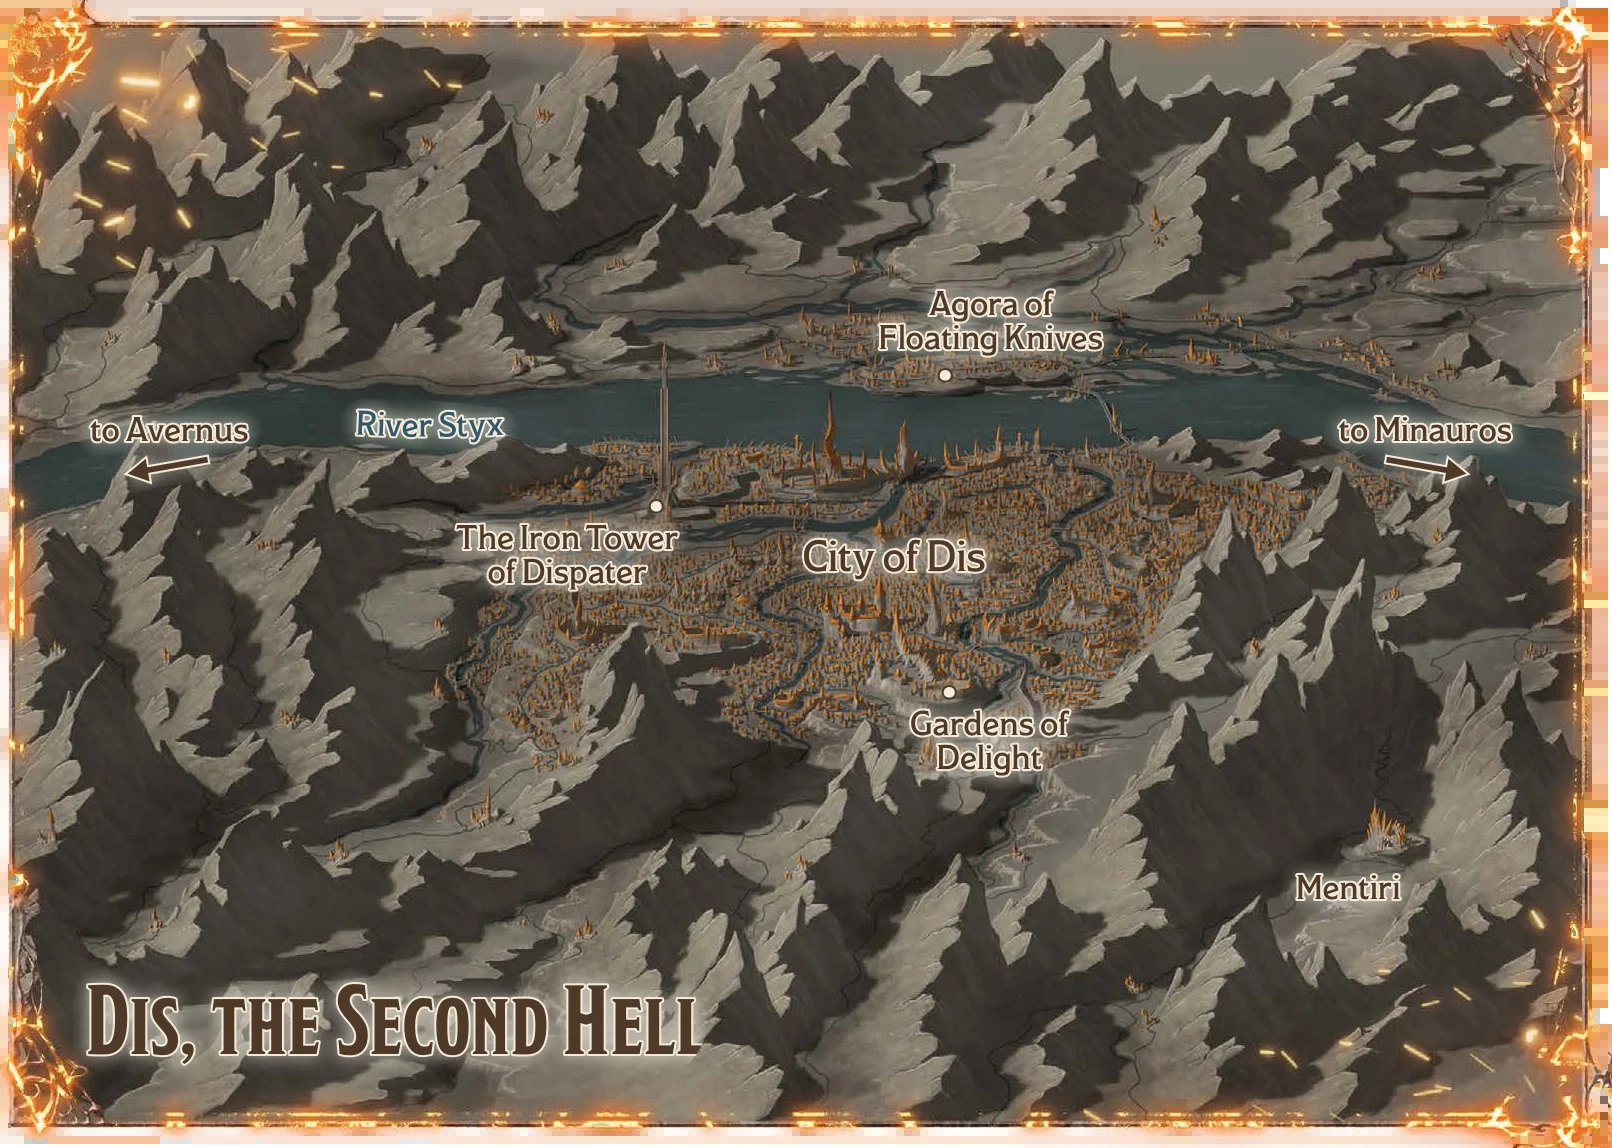 Agora of
Floating Knives
to Avernus
River Styx
to Minauros
The Iron Tower
of Dispater
City of Dis
Gardens of
Delight
Mentiri
Dis, the Second Hell